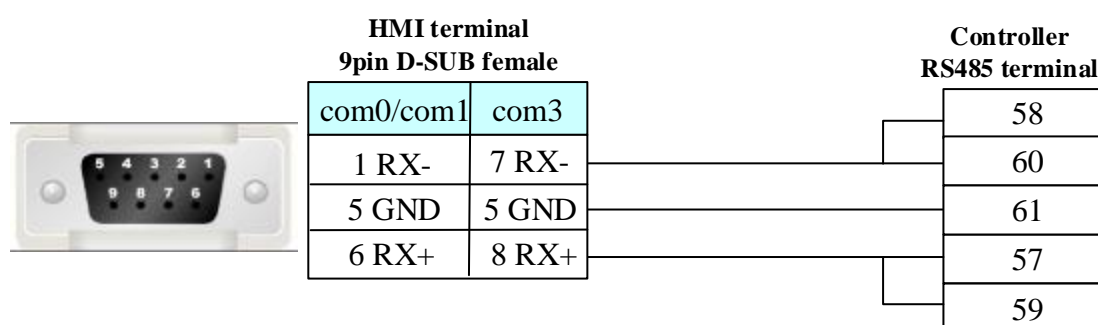 HMI terminal
9pin D-SUB female
Controller
RS485 terminal
com0/com1 com3
58
1 RX- 7 RX-
60
5 GND 5 GND
61
6 RX+ 8 RX+
57
59
5 4 3 2 1
9 8 7 6